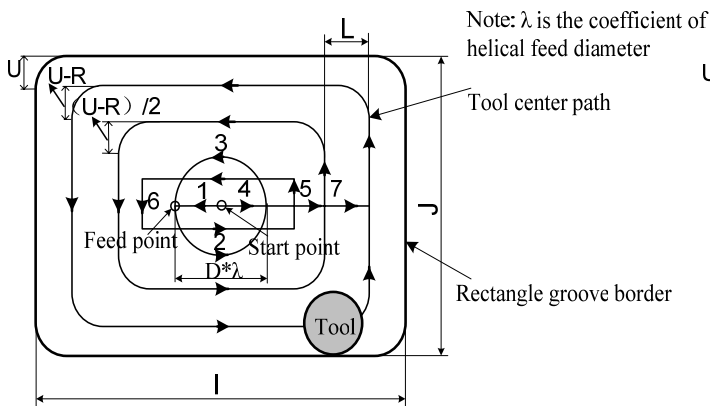 Note: λ is the coefficient of
helical feed diameter
L
U
U-R
(U-R) /2
U
Tool center path
3
1
4
5
7
6
Feed point
2
Start point
J
D*λ
Rectangle groove border
Tool
I